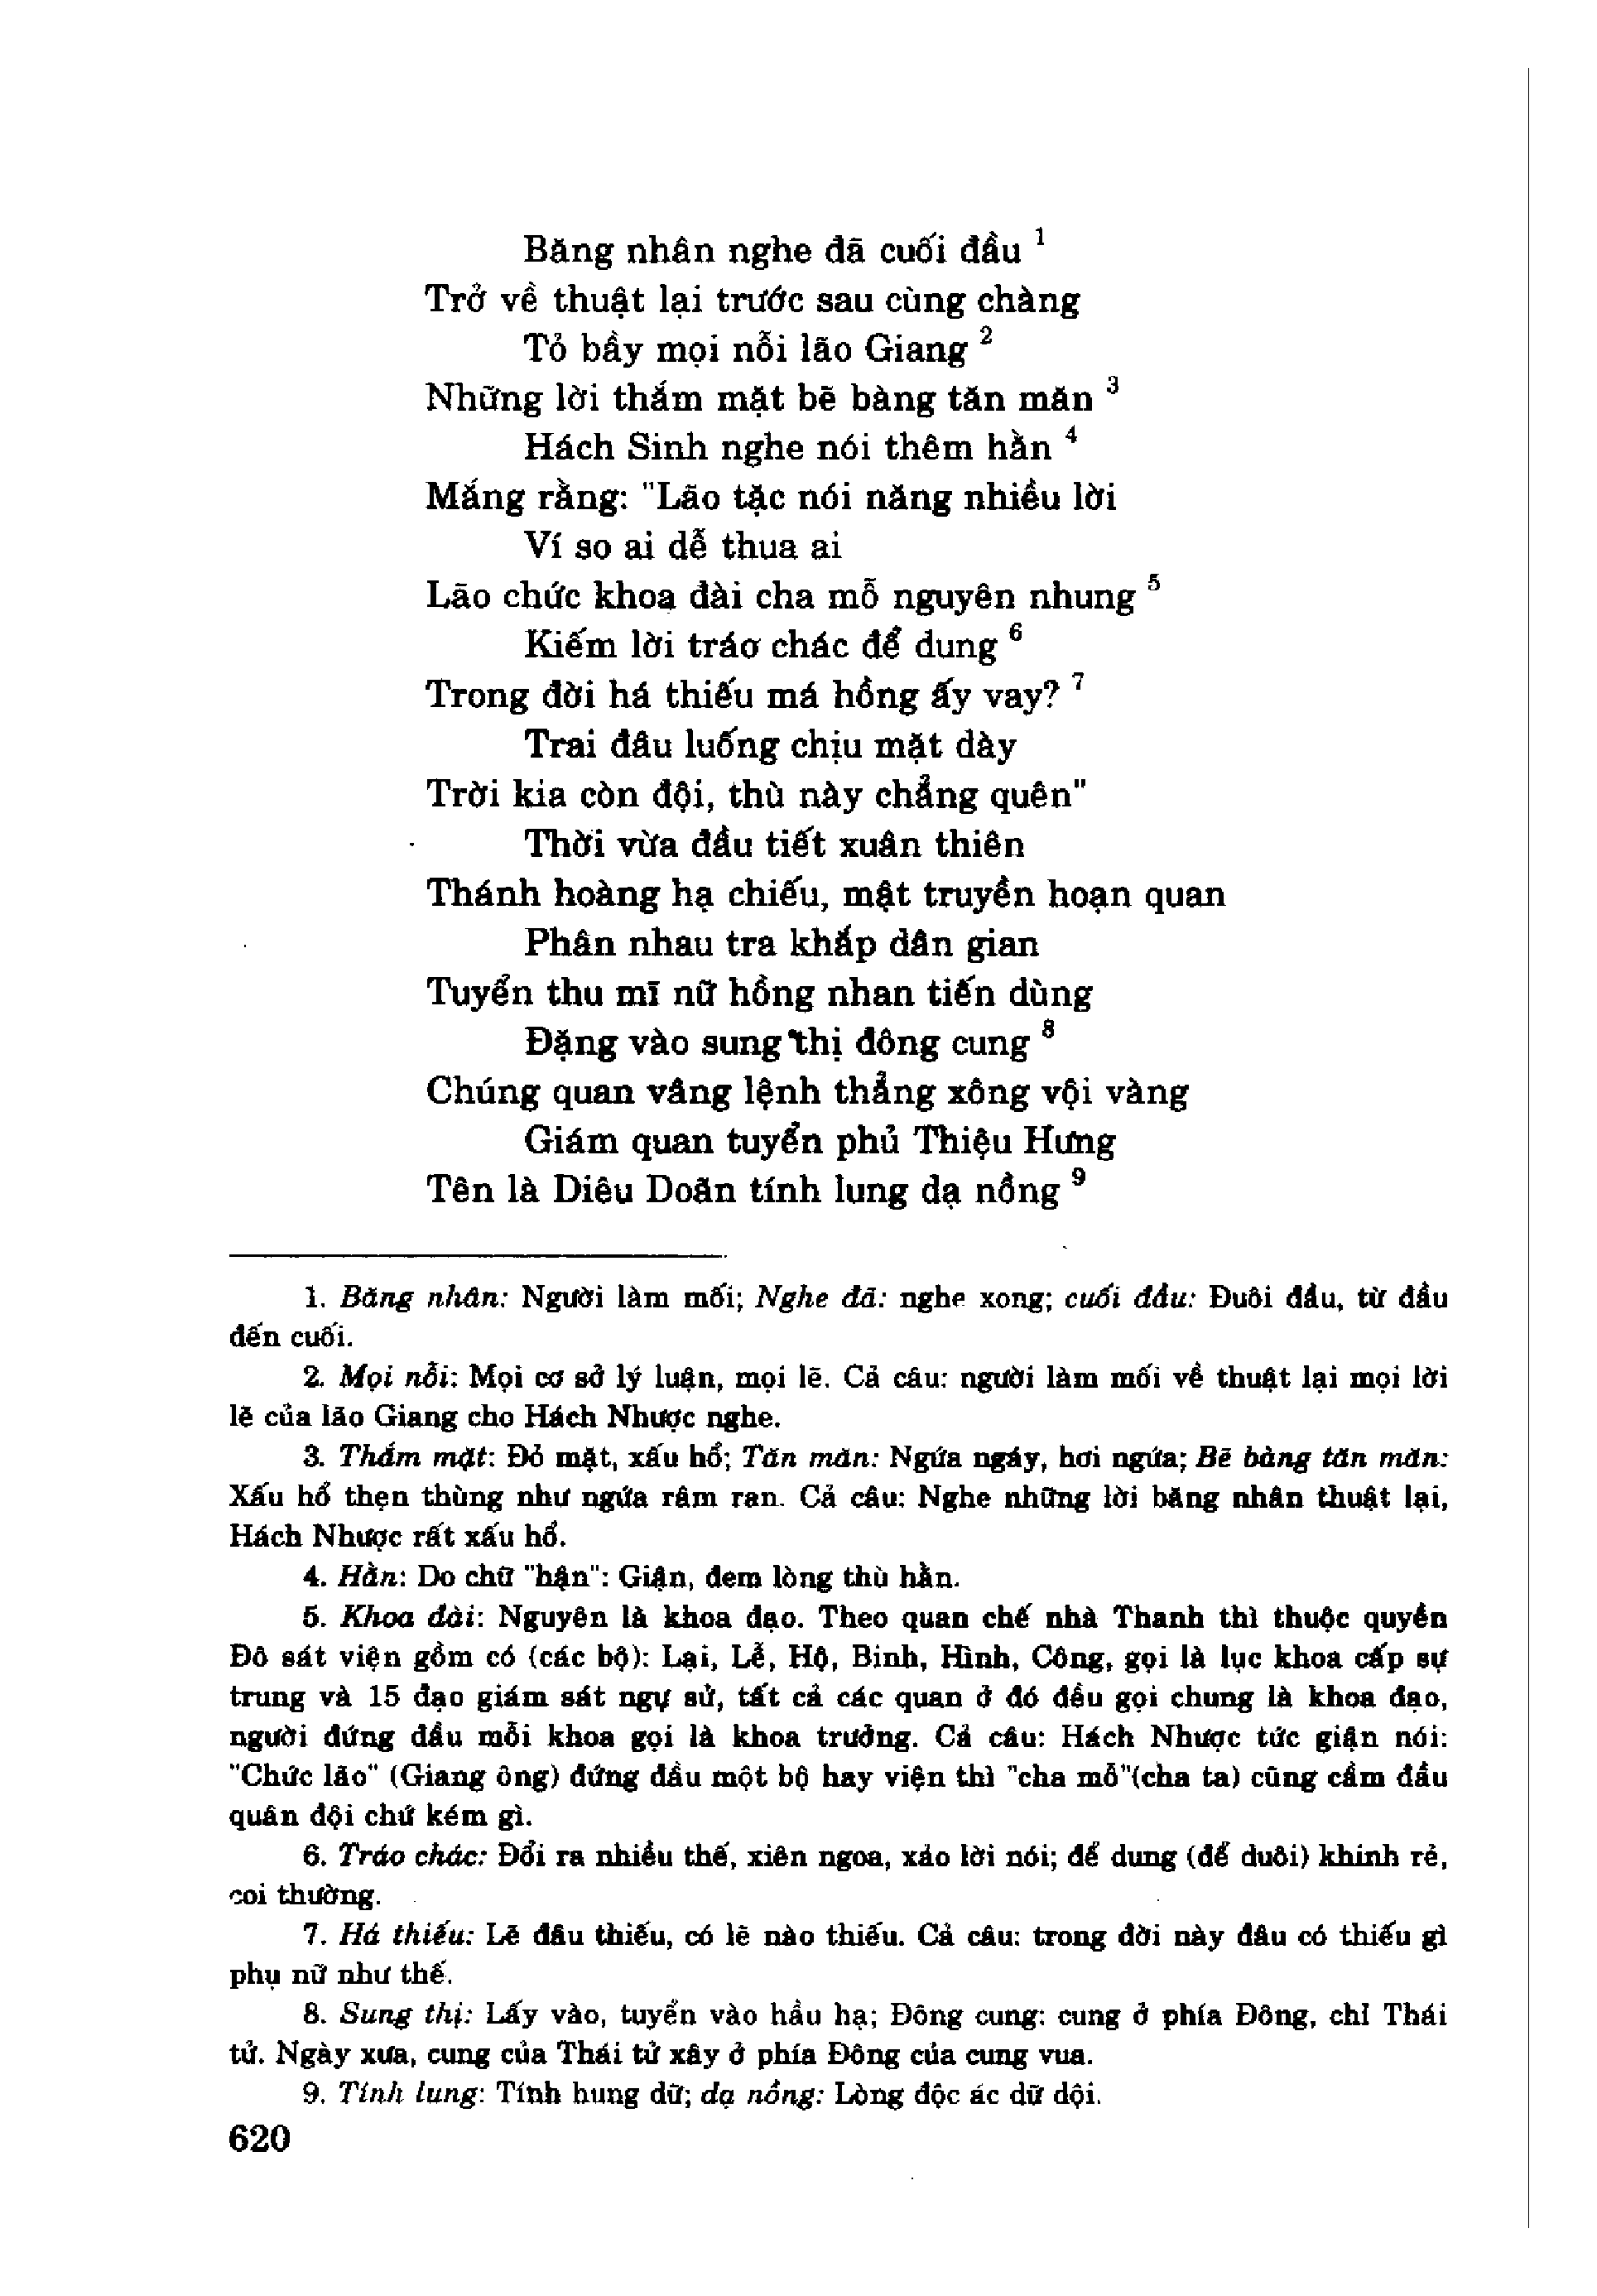 Băng nhân nghe đã cuối đầu ¹
Trở về thuật lại trước sau cùng chàng
Tỏ bầy mọi nỗi lão Giang ²
Những lời thắm mặt bẽ bàng tăn măn ³
Hách Sinh nghe nói thêm hằn ⁴
Mắng rằng: "Lão tặc nói năng nhiều lời
Ví so ai dễ thua ai
Lão chức khoa đài cha mỗ nguyên nhung ⁵
Kiếm lời tráo chác để dung ⁶
Trong đời há thiếu má hồng ấy vay? ⁷
Trai đâu luống chịu mặt dày
Trời kia còn đội, thù này chẳng quên"
Thời vừa đầu tiết xuân thiên
Thánh hoàng hạ chiếu, mật truyền hoạn quan
Phân nhau tra khắp dân gian
Tuyển thu mĩ nữ hồng nhan tiến dùng
Đặng vào sung thị đông cung ⁸
Chúng quan vâng lệnh thẳng xông vội vàng
Giám quan tuyển phủ Thiệu Hưng
Tên là Diêu Doãn tính lung dạ nồng ⁹
1. Băng nhân: Người làm mối; Nghe đã: nghe xong; cuối đầu: Đuôi đầu, từ đầu
đến cuối.
2. Mọi nỗi: Mọi cơ sở lý luận, mọi lẽ. Cả câu: người làm mối về thuật lại mọi lời
lẽ của lão Giang cho Hách Nhược nghe.
3. Thắm mặt: Đỏ mặt, xấu hổ; Tăn măn: Ngứa ngáy, hơi ngứa; Bẽ bàng tăn măn:
Xấu hổ thẹn thùng như ngứa râm ran. Cả câu: Nghe những lời băng nhân thuật lại,
Hách Nhược rất xấu hổ.
4. Hằn: Do chữ "hận": Giận, đem lòng thù hằn.
5. Khoa đài: Nguyên là khoa đạo. Theo quan chế nhà Thanh thì thuộc quyền
Đô sát viện gồm có (các bộ): Lại, Lễ, Hộ, Binh, Hình, Công, gọi là lục khoa cấp sự
trung và 15 đạo giám sát ngự sử, tất cả các quan ở đó đều gọi chung là khoa đạo,
người đứng đầu mỗi khoa gọi là khoa trưởng. Cả câu: Hách Nhược tức giận nói:
"Chức lão" (Giang ông) đứng đầu một bộ hay viện thì "cha mỗ"(cha ta) cũng cầm đầu
quân đội chứ kém gì.
6. Tráo chác: Đổi ra nhiều thế, xiên ngoa, xảo lời nói; để dung (để duôi) khinh rẻ,
coi thường.
7. Há thiếu: Lẽ đâu thiếu, có lẽ nào thiếu. Cả câu: trong đời này đâu có thiếu gì
phụ nữ như thế.
8. Sung thị: Lấy vào, tuyển vào hầu hạ; Đông cung: cung ở phía Đông, chỉ Thái
tử. Ngày xưa, cung của Thái tử xây ở phía Đông của cung vua.
9. Tính lung: Tính hung dữ; dạ nồng: Lòng độc ác dữ dội.
620